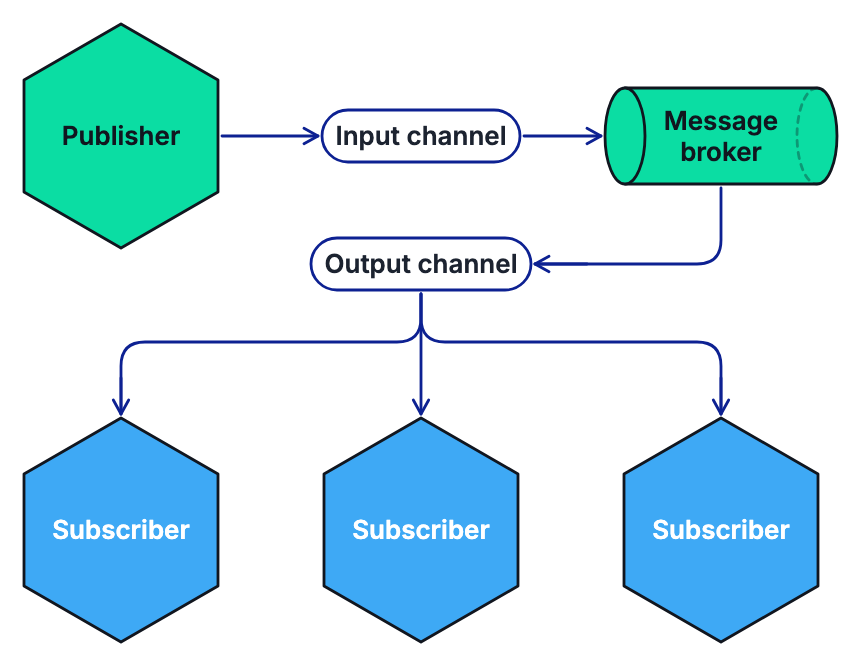 Publisher
Input channel
Message
broker
Output channel
Subscriber
Subscriber
Subscriber